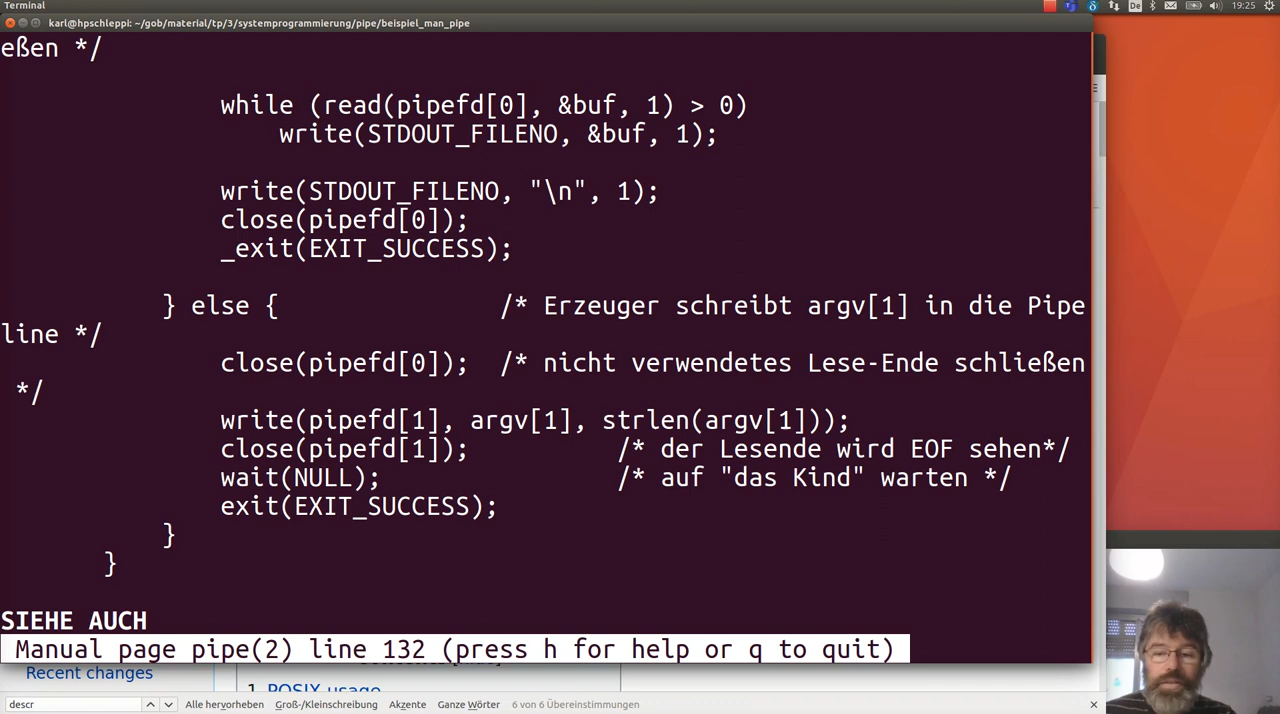 Terminal
De
19:25
karl@hpschleppi: ~/gob/material/tp/3/systemprogrammierung/pipe/beispiel_man_pipe
eßen */
while (read(pipefd[0], &buf, 1) > 0)
write(STDOUT_FILENO, &buf, 1);
write(STDOUT_FILENO, "\n", 1);
close(pipefd[0]);
_exit(EXIT_SUCCESS);
} else { /* Erzeuger schreibt argv[1] in die Pipe
line */
close(pipefd[0]); /* nicht verwendetes Lese-Ende schließen
*/
write(pipefd[1], argv[1], strlen(argv[1]));
close(pipefd[1]); /* der Lesende wird EOF sehen*/
wait(NULL); /* auf "das Kind" warten */
exit(EXIT_SUCCESS);
}
}
SIEHE AUCH
Manual page pipe(2) line 132 (press h for help or q to quit)
Recent changes
1 POSIX usage
descr
Alle hervorheben Groß-/Kleinschreibung Akzente Ganze Wörter 6 von 6 Übereinstimmungen